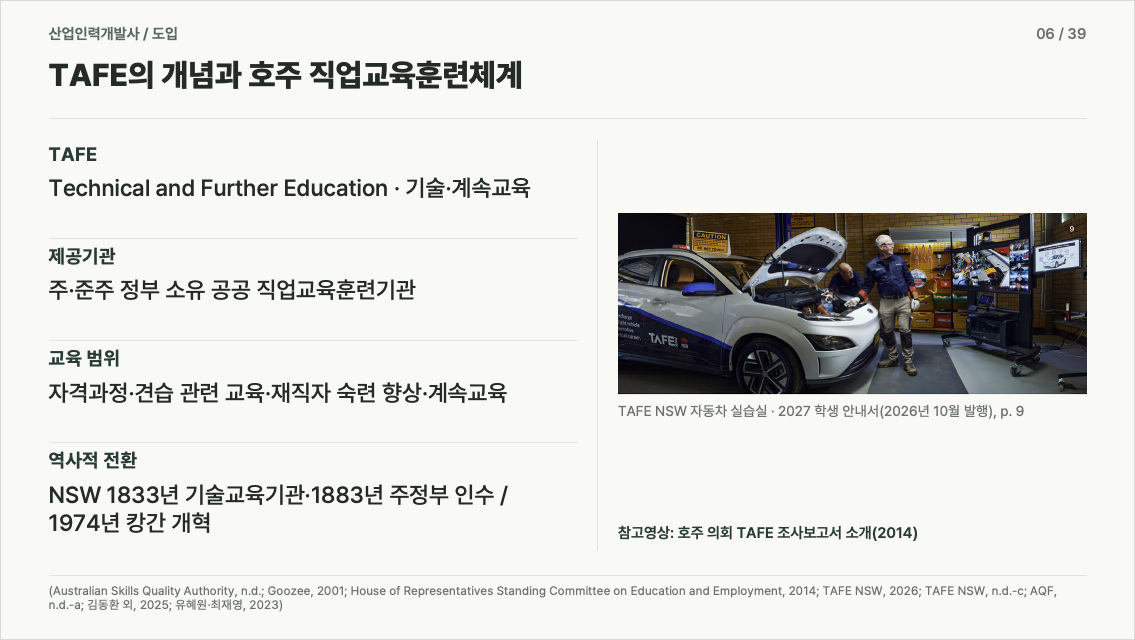 산업인력개발사 / 도입
06 / 39
TAFE의 개념과 호주 직업교육훈련체계
TAFE
Technical and Further Education · 기술·계속교육
제공기관
주·준주 정부 소유 공공 직업교육훈련기관
교육 범위
자격과정·견습 관련 교육·재직자 숙련 향상·계속교육
역사적 전환
NSW 1833년 기술교육기관·1883년 주정부 인수 /
1974년 캉간 개혁
CAUTION
9
TAFE
TAFE NSW 자동차 실습실 · 2027 학생 안내서(2026년 10월 발행), p. 9
참고영상: 호주 의회 TAFE 조사보고서 소개(2014)
(Australian Skills Quality Authority, n.d.; Goozee, 2001; House of Representatives Standing Committee on Education and Employment, 2014; TAFE NSW, 2026; TAFE NSW, n.d.-c; AQF,
n.d.-a; 김동환 외, 2025; 유혜원·최재영, 2023)